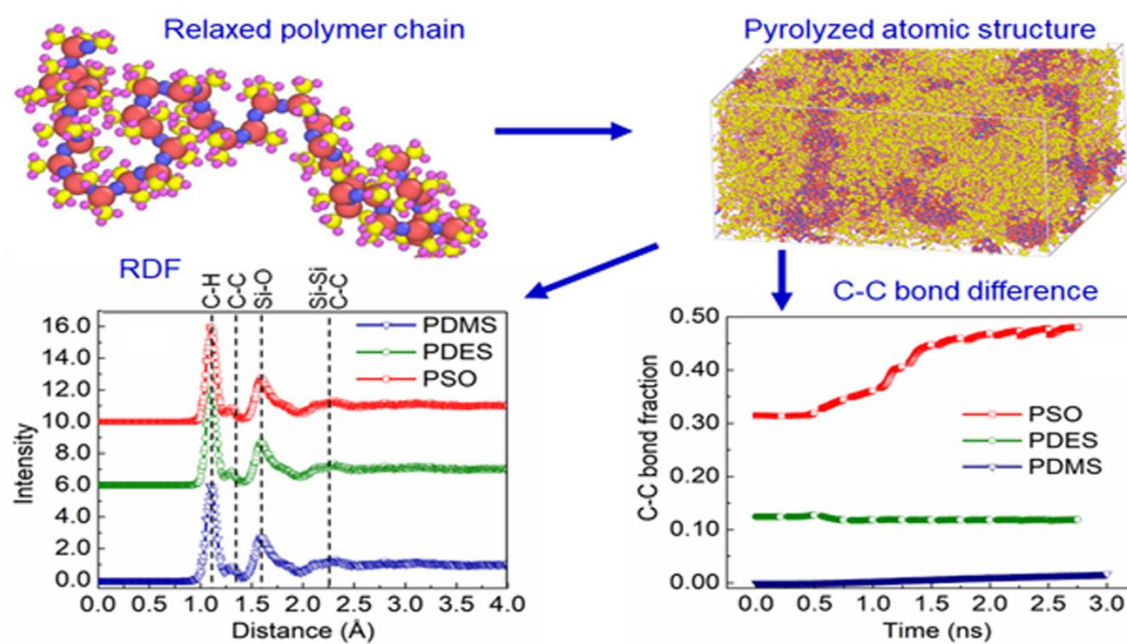 Relaxed polymer chain
Pyrolyzed atomic structure
RDF
C-H
C-C
Si-O
Si-Si
C-C
16.0
14.0
12.0
10.0
8.0
6.0
4.0
2.0
0.0
Intensity
PDMS
PDES
PSO
0.0 0.5 1.0 1.5 2.0 2.5 3.0 3.5 4.0
Distance (Å)
C-C bond difference
0.50
0.40
0.30
0.20
0.10
0.00
C-C bond fraction
PSO
PDES
PDMS
0.0 0.5 1.0 1.5 2.0 2.5 3.0
Time (ns)